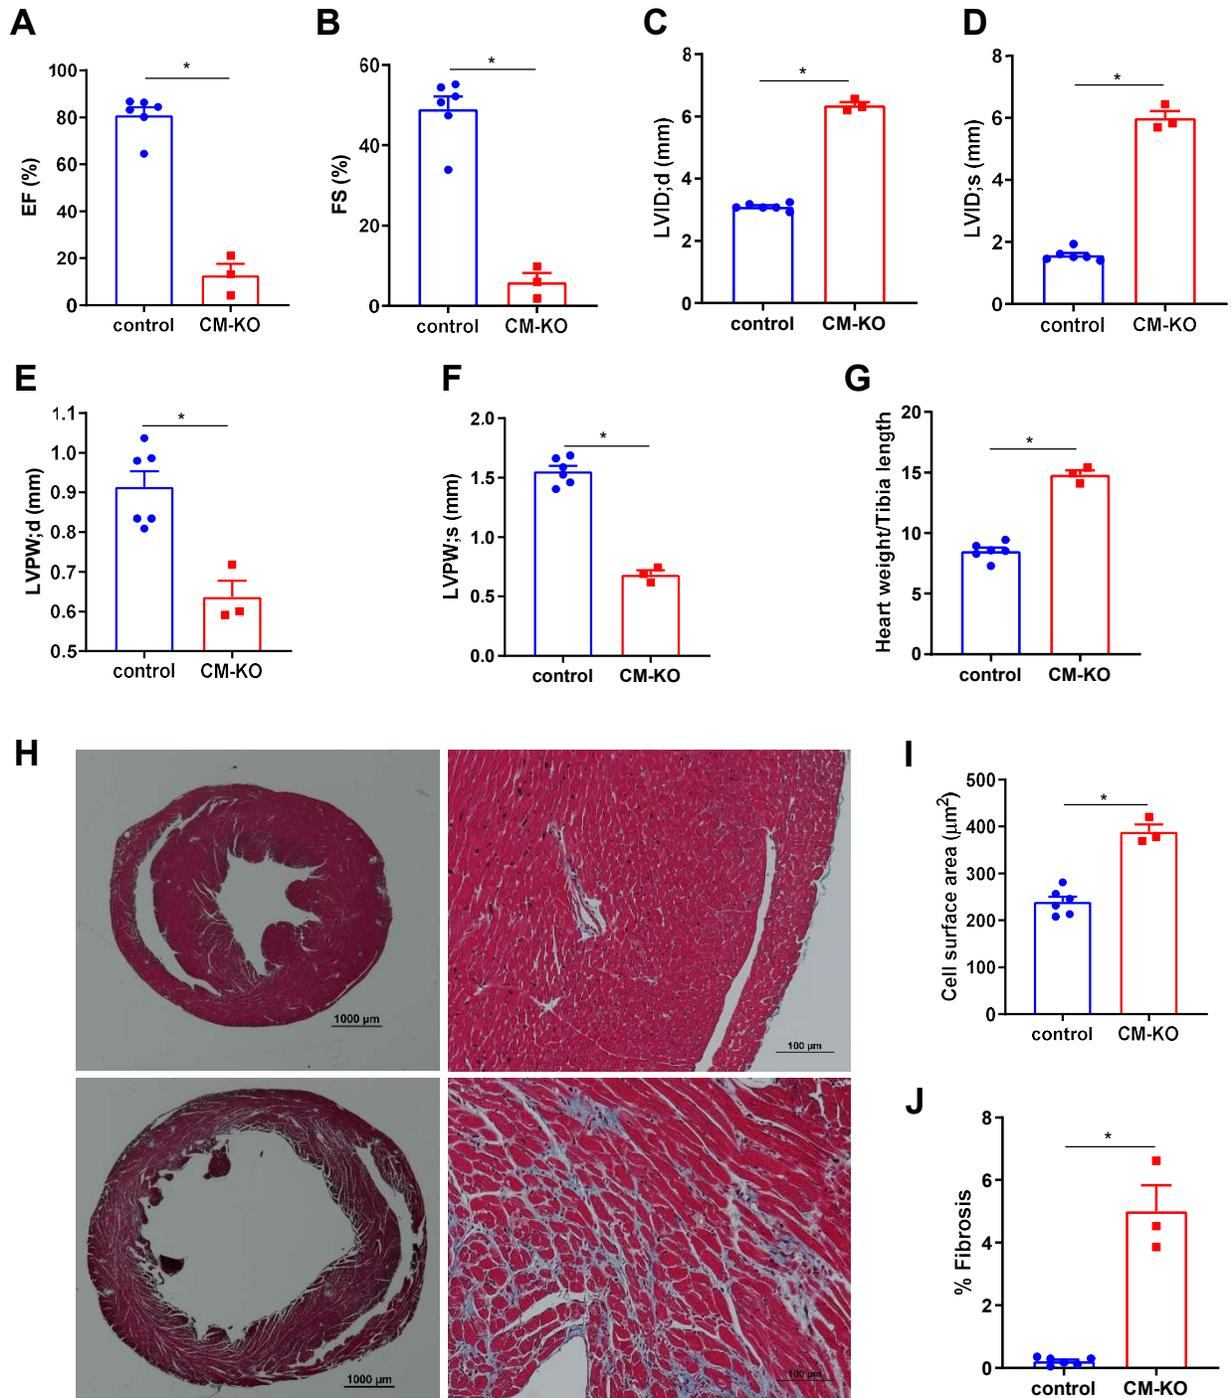 A
EF (%)
*
100
80
60
40
20
0
control CM-KO
B
FS (%)
*
60
40
20
0
control CM-KO
C
LVID;d (mm)
*
8
6
4
2
0
control CM-KO
D
LVID;s (mm)
*
8
6
4
2
0
control CM-KO
E
LVPW;d (mm)
*
1.1
1.0
0.9
0.8
0.7
0.6
0.5
control CM-KO
F
LVPW;s (mm)
*
2.0
1.5
1.0
0.5
0.0
control CM-KO
G
Heart weight/Tibia length
*
20
15
10
5
0
control CM-KO
H
1000 µm
100 µm
1000 µm
100 µm
I
Cell surface area (µm²)
*
500
400
300
200
100
0
control CM-KO
J
% Fibrosis
*
8
6
4
2
0
control CM-KO